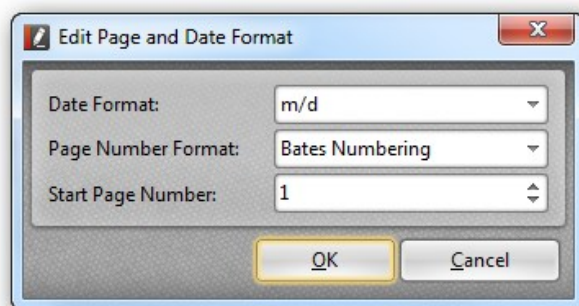 Edit Page and Date Format
Date Format: m/d
Page Number Format: Bates Numbering
Start Page Number: 1
OK Cancel